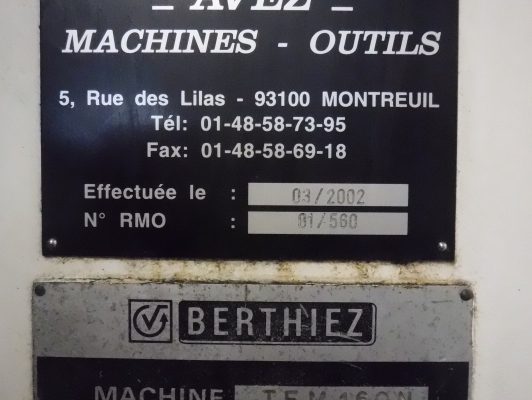 - AVEZ -
MACHINES - OUTILS
5, Rue des Lilas - 93100 MONTREUIL
Tél: 01-48-58-73-95
Fax: 01-48-58-69-18
Effectuée le : 03/2002
N° RMO : 01/560
BERTHIEZ
MACHINE